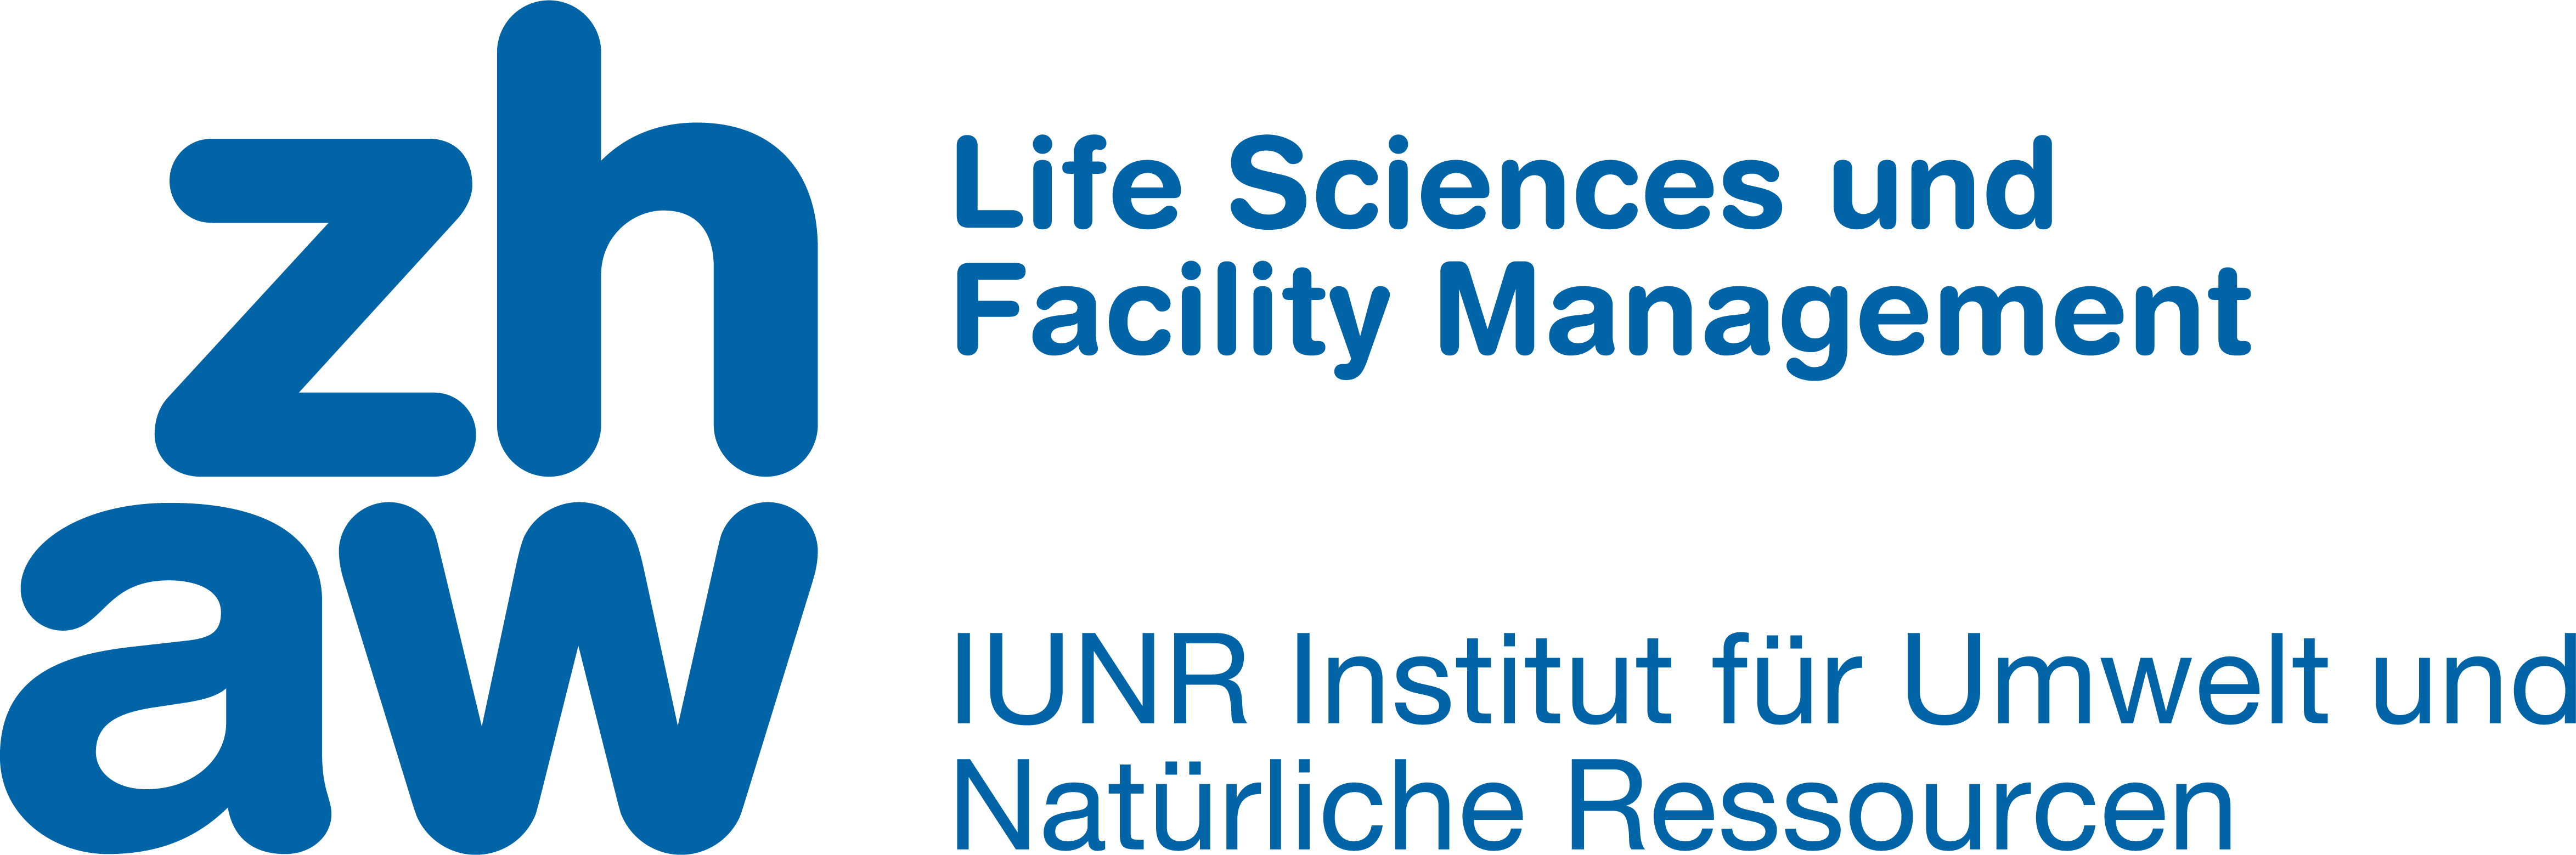 zh
aw
Life Sciences und
Facility Management
IUNR Institut für Umwelt und
Natürliche Ressourcen